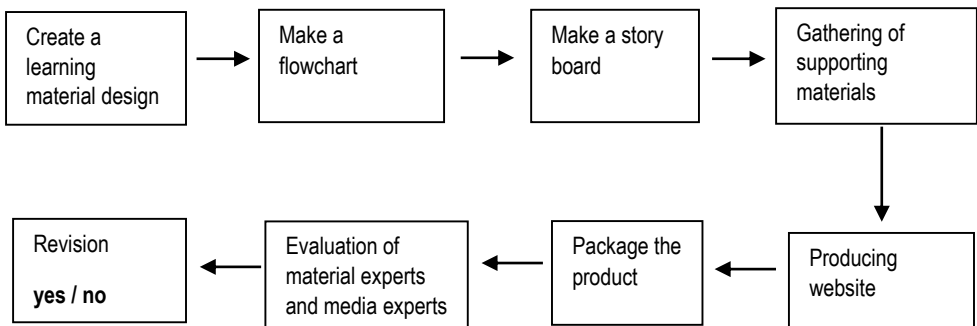 Create a
learning
material design
Make a
flowchart
Make a story
board
Gathering of
supporting
materials
Producing
website
Package the
product
Evaluation of
material experts
and media experts
Revision
yes / no